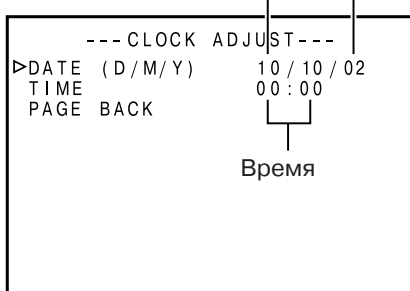 ---CLOCK ADJUST---
▷DATE (D/M/Y) 10/10/02
TIME 00:00
PAGE BACK
Время